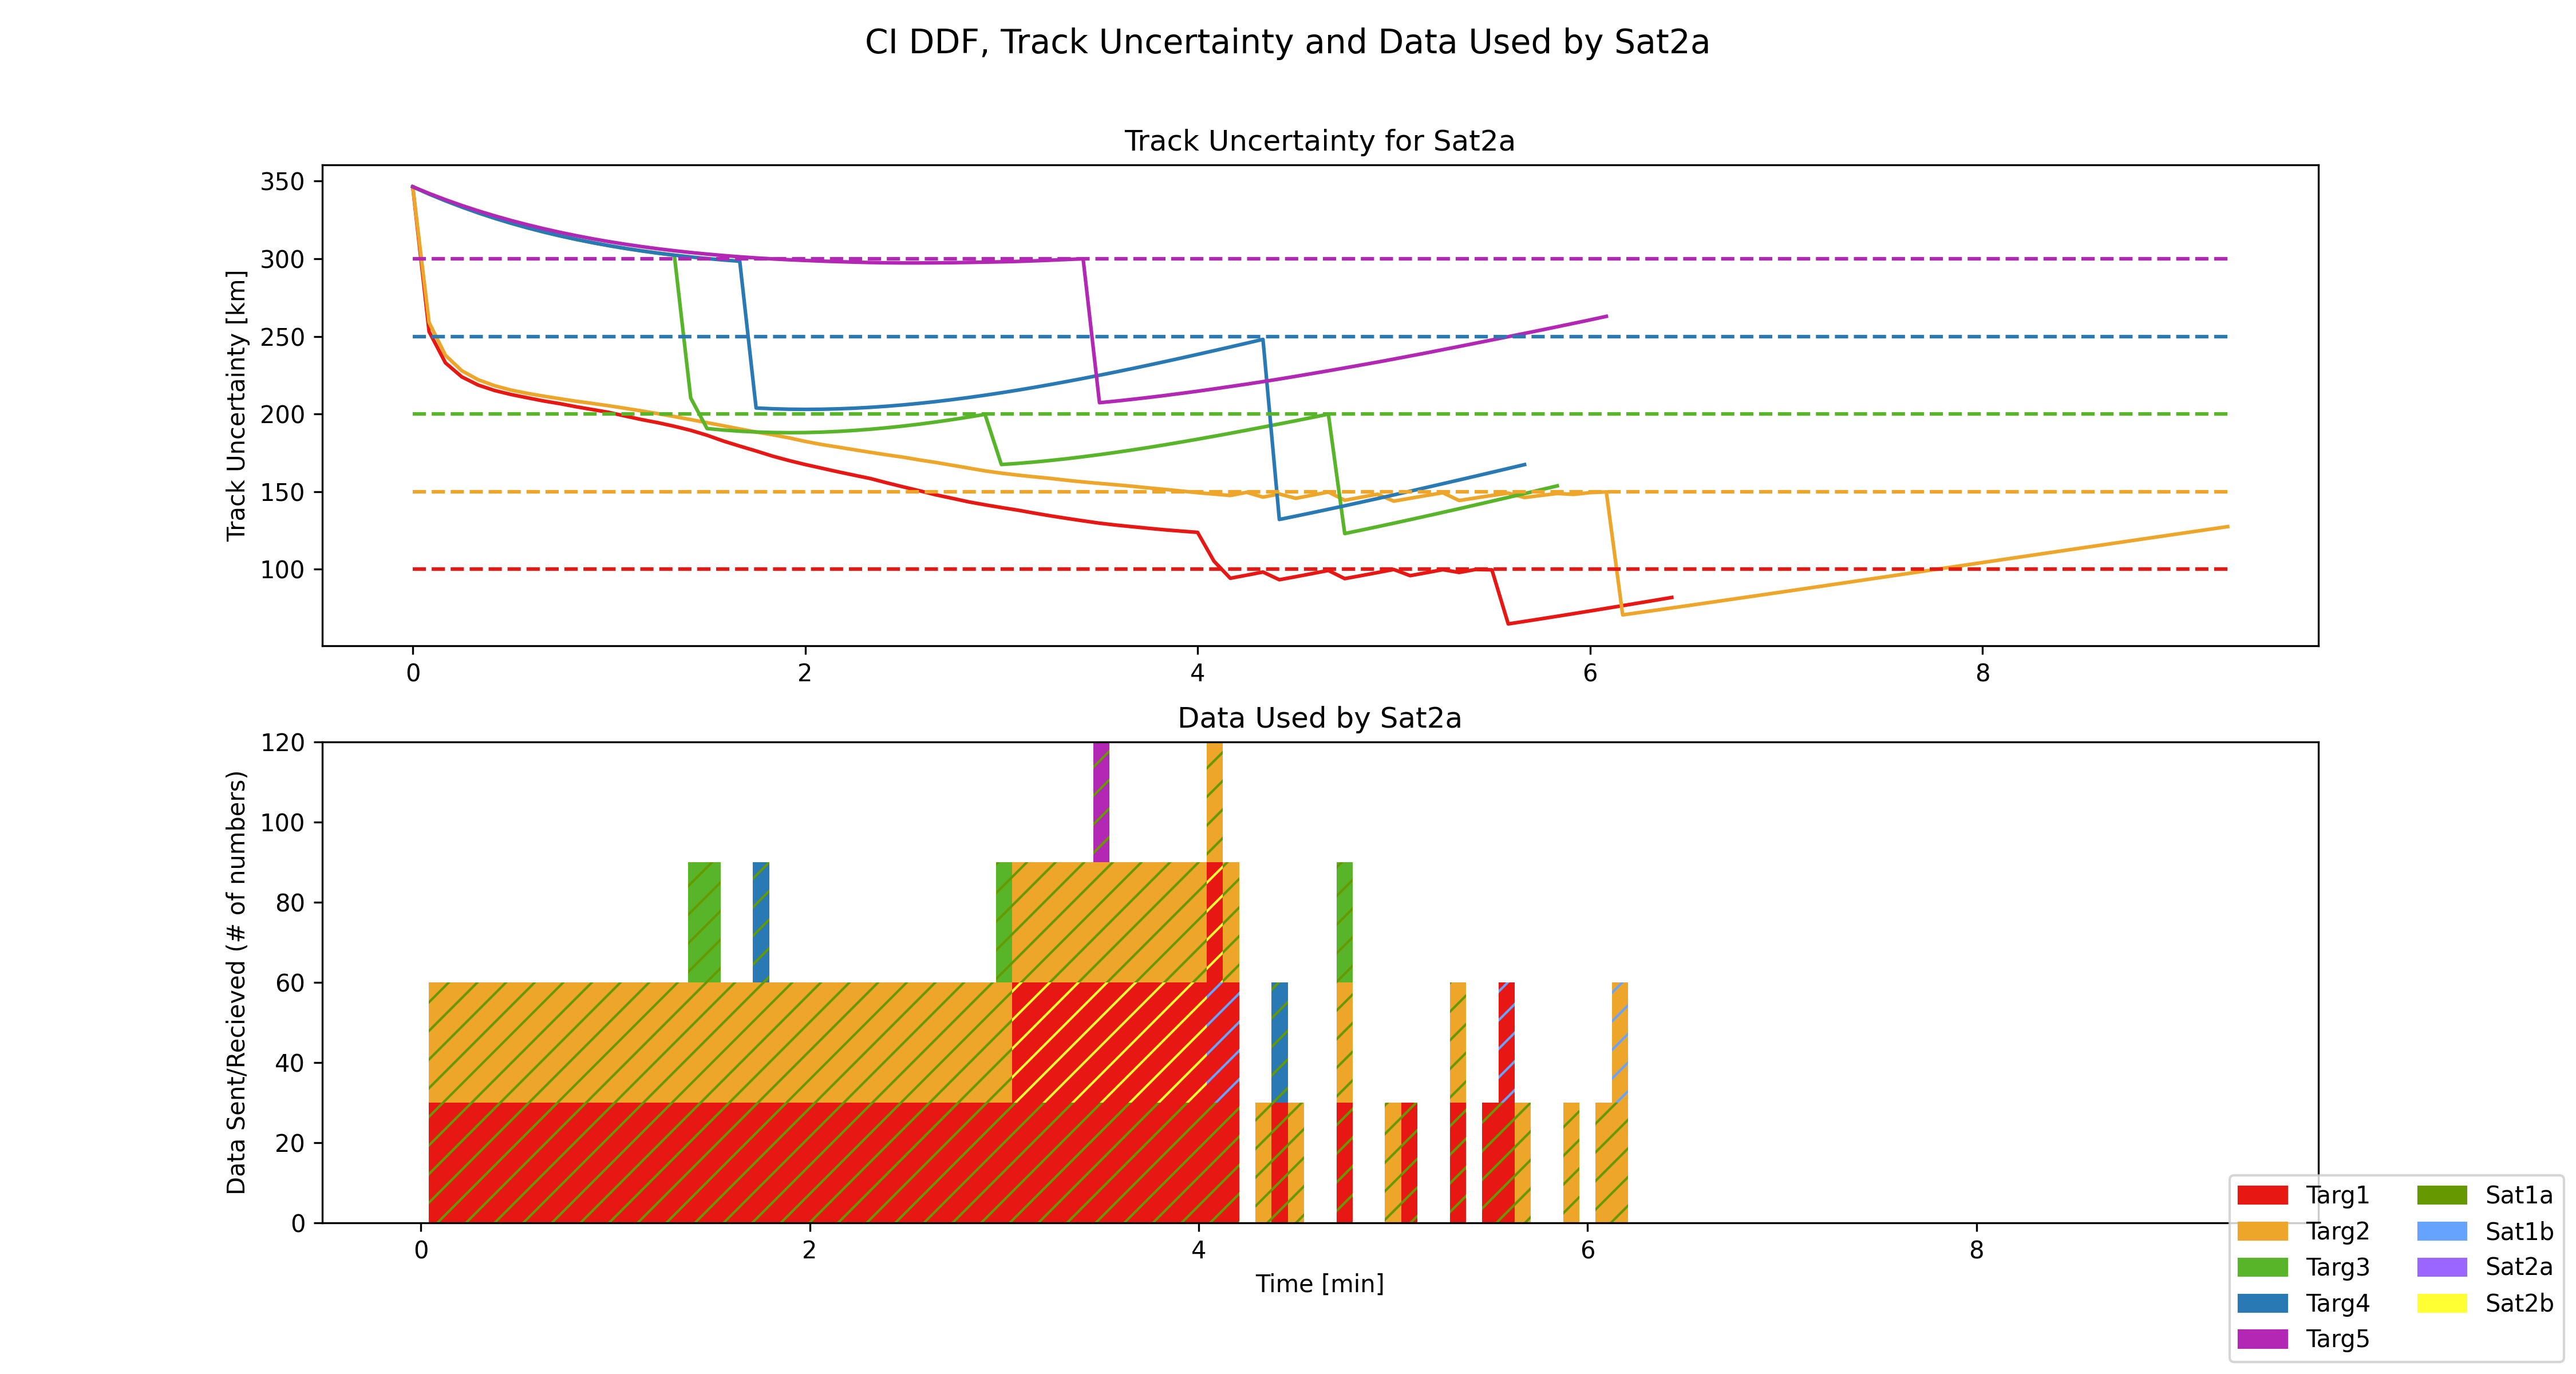 CI DDF, Track Uncertainty and Data Used by Sat2a
Track Uncertainty for Sat2a
Track Uncertainty [km]
350
300
250
200
150
100
0 2 4 6 8
Data Used by Sat2a
Data Sent/Recieved (# of numbers)
120
100
80
60
40
20
0
0 2 4 6 8
Time [min]
Targ1 Sat1a
Targ2 Sat1b
Targ3 Sat2a
Targ4 Sat2b
Targ5